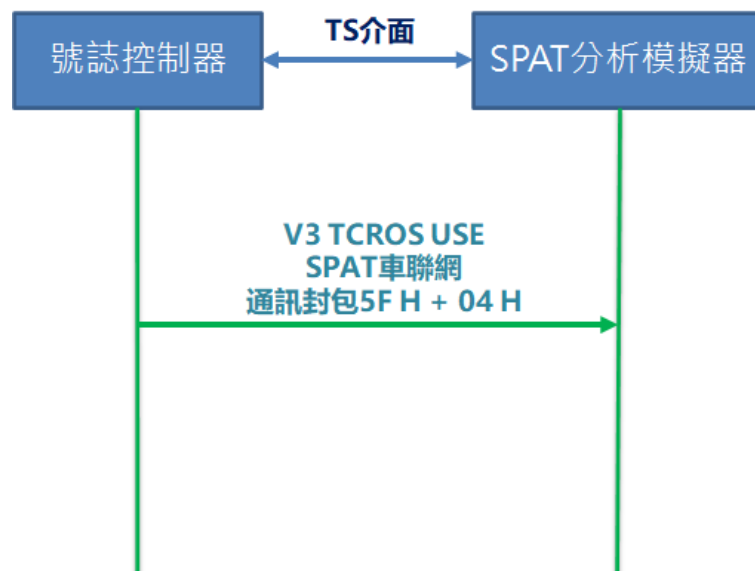 TS介面
號誌控制器
SPAT分析模擬器
V3 TCROS USE
SPAT車聯網
通訊封包5F H + 04 H